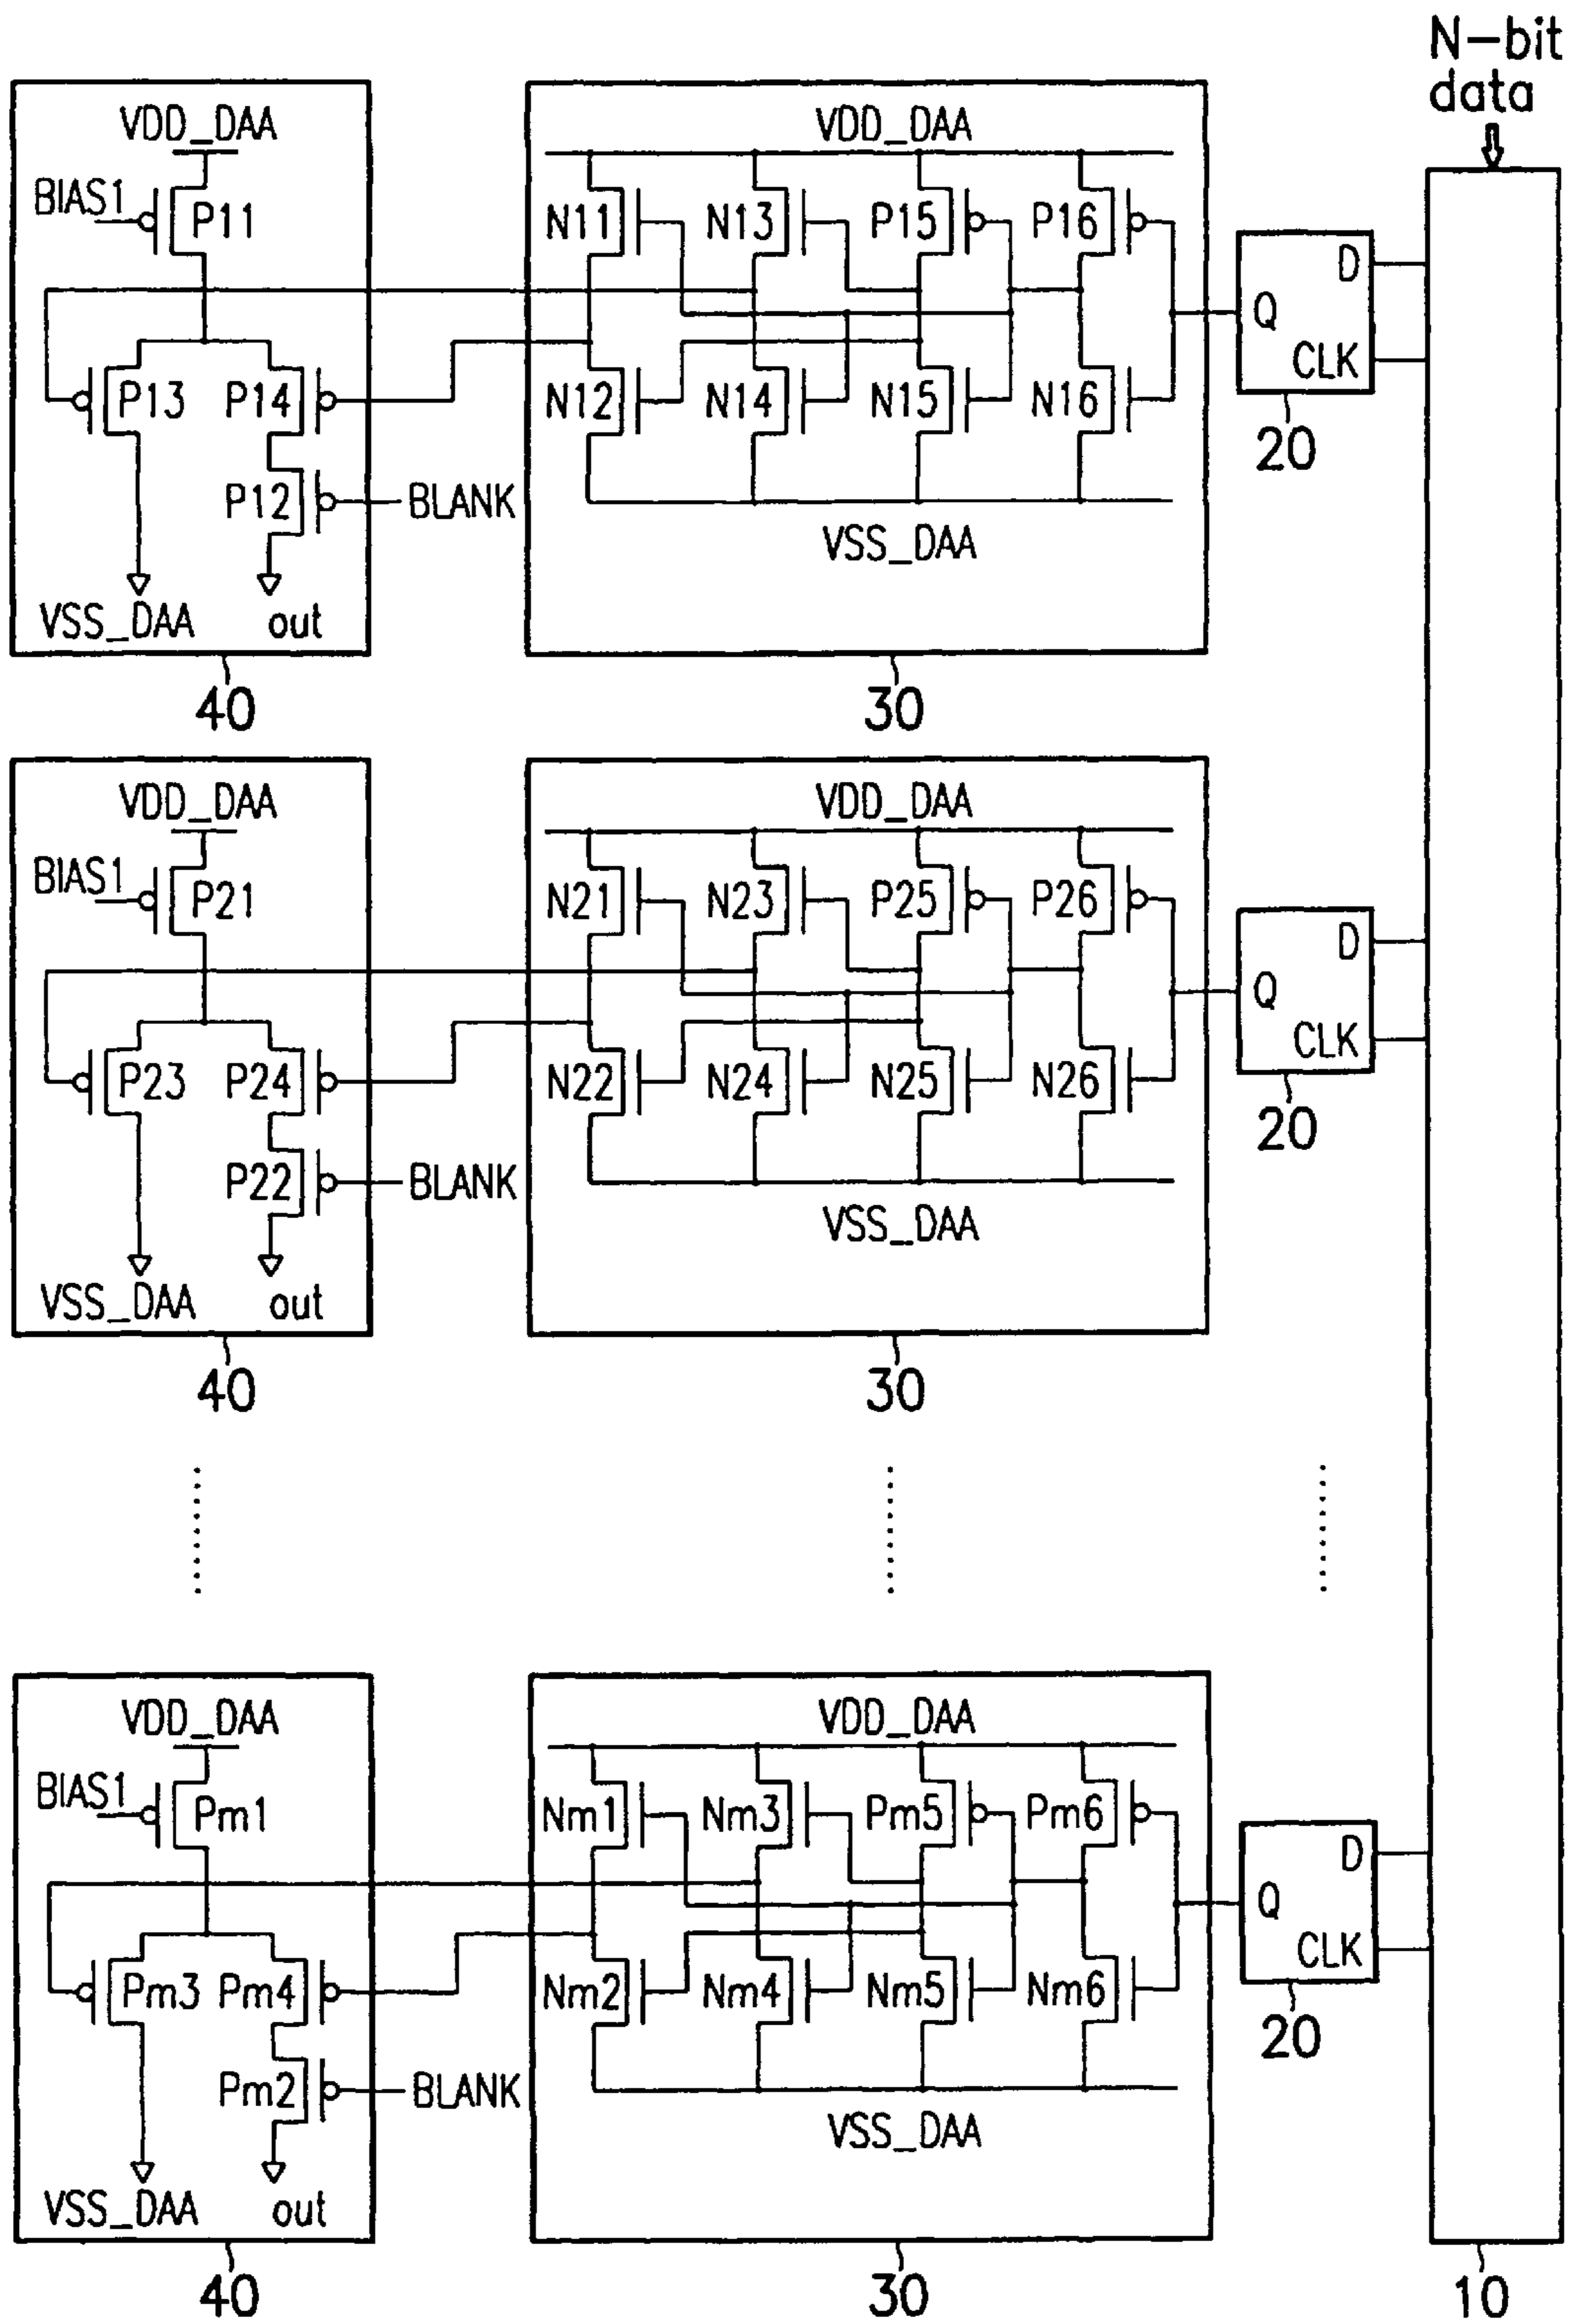 N-bit
data
VDD_DAA
VDD_DAA
BIAS1
P11
N11
N13
P15
P16
D
Q
CLK
P13
P14
N12
N14
N15
N16
20
P12
BLANK
VSS_DAA
VSS_DAA
out
40
30
VDD_DAA
VDD_DAA
BIAS1
P21
N21
N23
P25
P26
D
Q
CLK
P23
P24
N22
N24
N25
N26
20
P22
BLANK
VSS_DAA
VSS_DAA
out
40
30
VDD_DAA
VDD_DAA
BIAS1
Pm1
Nm1
Nm3
Pm5
Pm6
D
Q
CLK
Pm3
Pm4
Nm2
Nm4
Nm5
Nm6
20
Pm2
BLANK
VSS_DAA
VSS_DAA
out
40
30
10